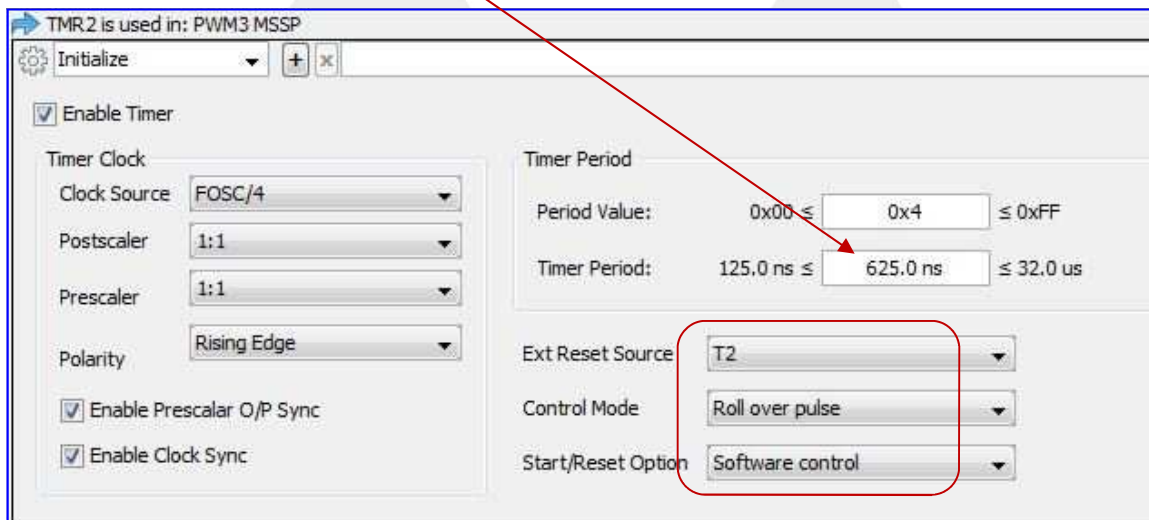 TMR2 is used in: PWM3 MSSP
Initialize
+ x
Enable Timer
Timer Clock
Clock Source FOSC/4
Postscaler 1:1
Prescaler 1:1
Polarity Rising Edge
Enable Prescalar O/P Sync
Enable Clock Sync
Timer Period
Period Value: 0x00 ≤ 0x4 ≤ 0xFF
Timer Period: 125.0 ns ≤ 625.0 ns ≤ 32.0 us
Ext Reset Source T2
Control Mode Roll over pulse
Start/Reset Option Software control